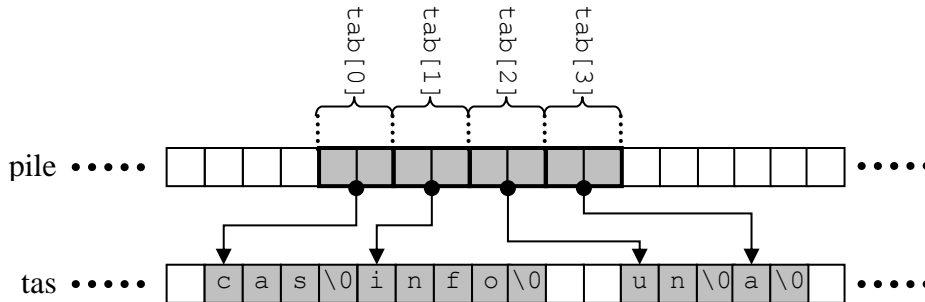 tab[0] tab[1] tab[2] tab[3]
pile
tas c a s \0 i n f o \0 u n \0 a \0